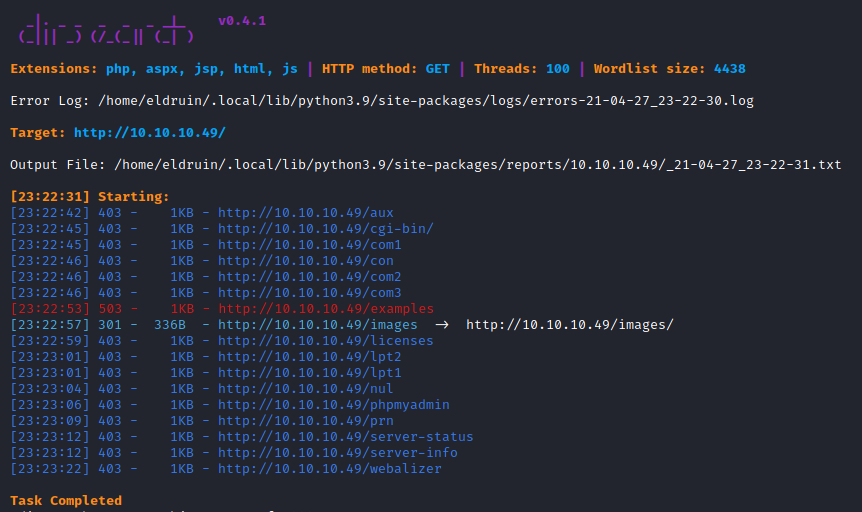 dirsearch v0.4.1
Extensions: php, aspx, jsp, html, js | HTTP method: GET | Threads: 100 | Wordlist size: 4438
Error Log: /home/eldruin/.local/lib/python3.9/site-packages/logs/errors-21-04-27_23-22-30.log
Target: http://10.10.10.49/
Output File: /home/eldruin/.local/lib/python3.9/site-packages/reports/10.10.10.49/_21-04-27_23-22-31.txt
[23:22:31] Starting:
[23:22:42] 403 - 1KB - http://10.10.10.49/aux
[23:22:45] 403 - 1KB - http://10.10.10.49/cgi-bin/
[23:22:45] 403 - 1KB - http://10.10.10.49/com1
[23:22:46] 403 - 1KB - http://10.10.10.49/con
[23:22:46] 403 - 1KB - http://10.10.10.49/com2
[23:22:46] 403 - 1KB - http://10.10.10.49/com3
[23:22:53] 503 - 1KB - http://10.10.10.49/examples
[23:22:57] 301 - 336B - http://10.10.10.49/images → http://10.10.10.49/images/
[23:22:59] 403 - 1KB - http://10.10.10.49/licenses
[23:23:01] 403 - 1KB - http://10.10.10.49/lpt2
[23:23:01] 403 - 1KB - http://10.10.10.49/lpt1
[23:23:04] 403 - 1KB - http://10.10.10.49/nul
[23:23:06] 403 - 1KB - http://10.10.10.49/phpmyadmin
[23:23:09] 403 - 1KB - http://10.10.10.49/prn
[23:23:12] 403 - 1KB - http://10.10.10.49/server-status
[23:23:12] 403 - 1KB - http://10.10.10.49/server-info
[23:23:22] 403 - 1KB - http://10.10.10.49/webalizer
Task Completed